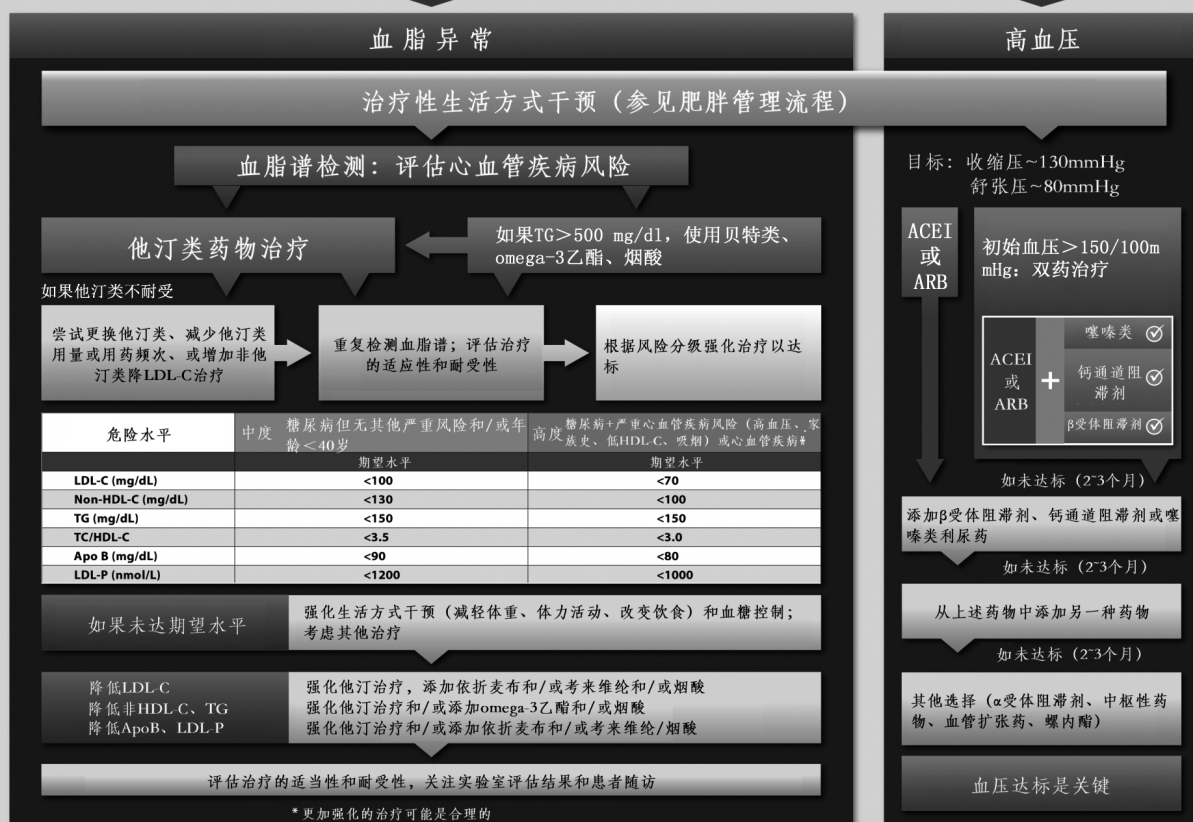 血脂异常
治疗性生活方式干预（参见肥胖管理流程）
血脂谱检测：评估心血管疾病风险
他汀类药物治疗
如果TG＞500 mg/dl，使用贝特类、
omega-3乙酯、烟酸
如果他汀类不耐受
尝试更换他汀类、减少他汀类
用量或用药频次、或增加非他
汀类降LDL-C治疗
重复检测血脂谱；评估治疗
的适应性和耐受性
根据风险分级强化治疗以达
标
危险水平
中度 糖尿病但无其他严重风险和/或年
龄＜40岁
高度 糖尿病+严重心血管疾病风险（高血压、家
族史、低HDL-C、吸烟）或心血管疾病*
期望水平 期望水平
LDL-C (mg/dL) <100 <70
Non-HDL-C (mg/dL) <130 <100
TG (mg/dL) <150 <150
TC/HDL-C <3.5 <3.0
Apo B (mg/dL) <90 <80
LDL-P (nmol/L) <1200 <1000
如果未达期望水平
强化生活方式干预（减轻体重、体力活动、改变饮食）和血糖控制；
考虑其他治疗
降低LDL-C 强化他汀治疗，添加依折麦布和/或考来维纶和/或烟酸
降低非HDL-C、TG 强化他汀治疗和/或添加omega-3乙酯和/或烟酸
降低ApoB、LDL-P 强化他汀治疗和/或添加依折麦布和/或考来维纶/烟酸
评估治疗的适当性和耐受性，关注实验室评估结果和患者随访
*更加强化的治疗可能是合理的
高血压
目标：收缩压~130mmHg
舒张压~80mmHg
ACEI
或
ARB
初始血压＞150/100m
mHg：双药治疗
ACEI
或
ARB
+
噻嗪类
钙通道阻
滞剂
β受体阻滞剂
如未达标（2~3个月）
添加β受体阻滞剂、钙通道阻滞剂或噻
嗪类利尿药
如未达标（2~3个月）
从上述药物中添加另一种药物
如未达标（2~3个月）
其他选择（α受体阻滞剂、中枢性药
物、血管扩张药、螺内酯）
血压达标是关键